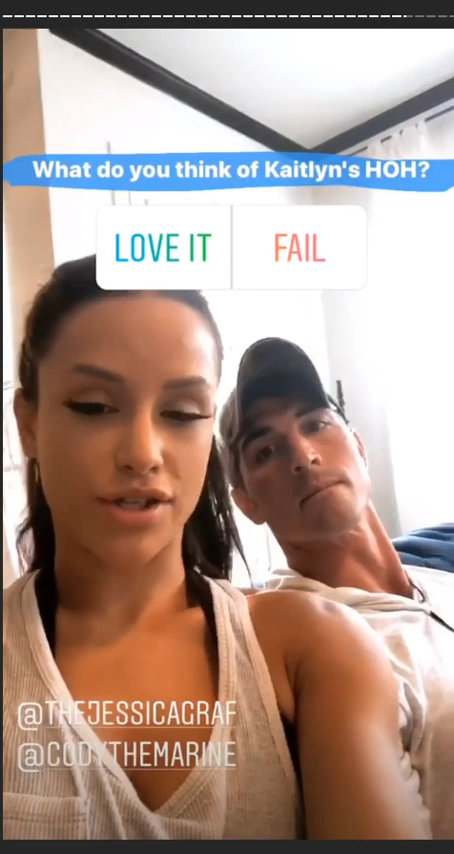 What do you think of Kaitlyn's HOH?
LOVE IT
FAIL
@THEJESSICAGRAF
@CODYTHEMARINE